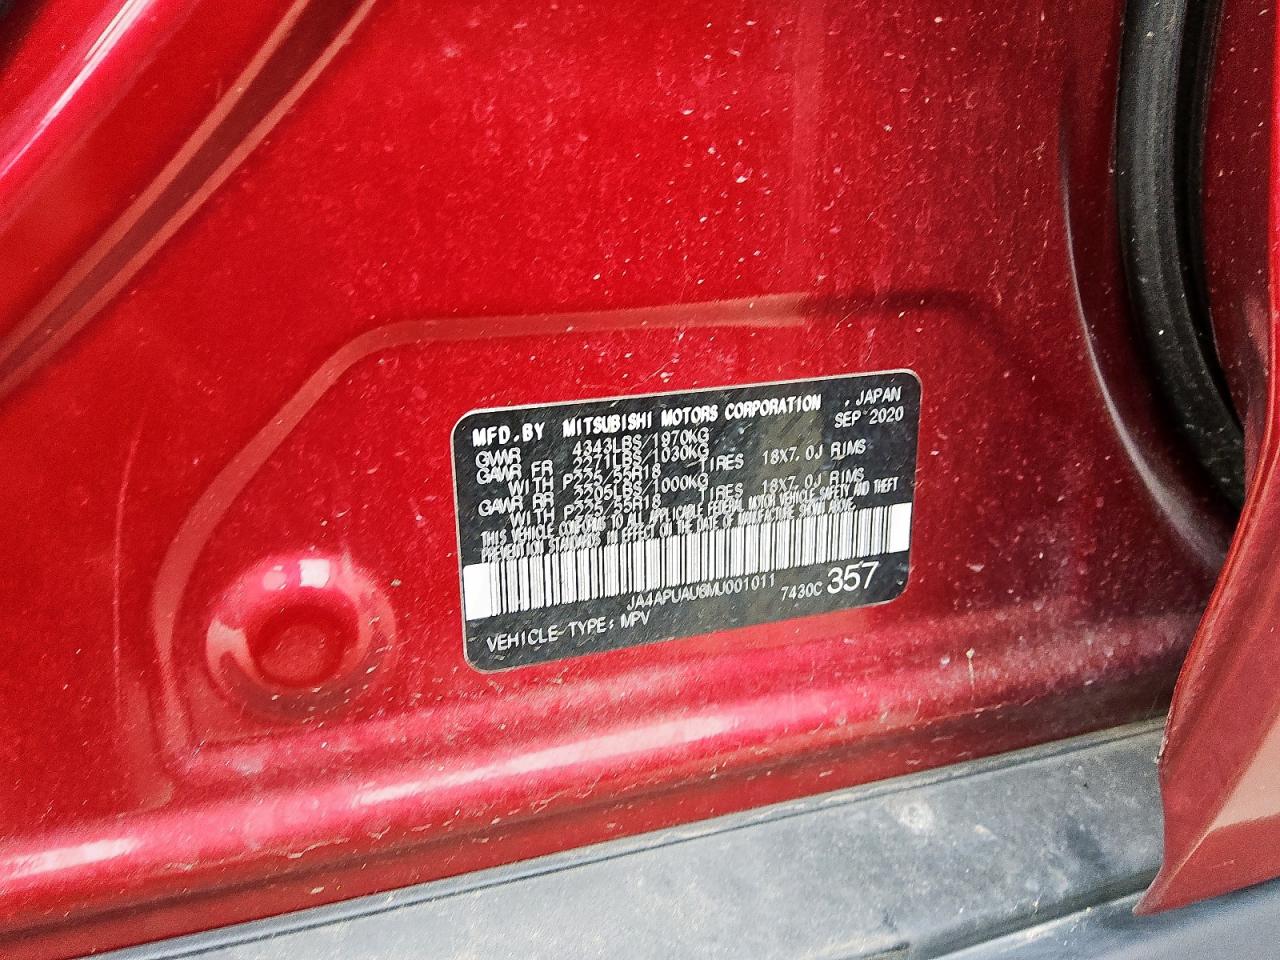 MFD.BY MITSUBISHI MOTORS CORPORATION , JAPAN
SEP 2020
GVWR 4343LBS/1970KG
GAWR FR 2271LBS/1030KG
WITH P225/55R18 TIRES 18X7.0J RIMS
GAWR RR 2205LBS/1000KG
WITH P225/55R18 TIRES 18X7.0J RIMS
THIS VEHICLE CONFORMS TO ALL APPLICABLE FEDERAL MOTOR VEHICLE SAFETY AND THEFT
PREVENTION STANDARDS IN EFFECT ON THE DATE OF MANUFACTURE SHOWN ABOVE.
JA4APUAU6MU001011 7430C 357
VEHICLE-TYPE: MPV